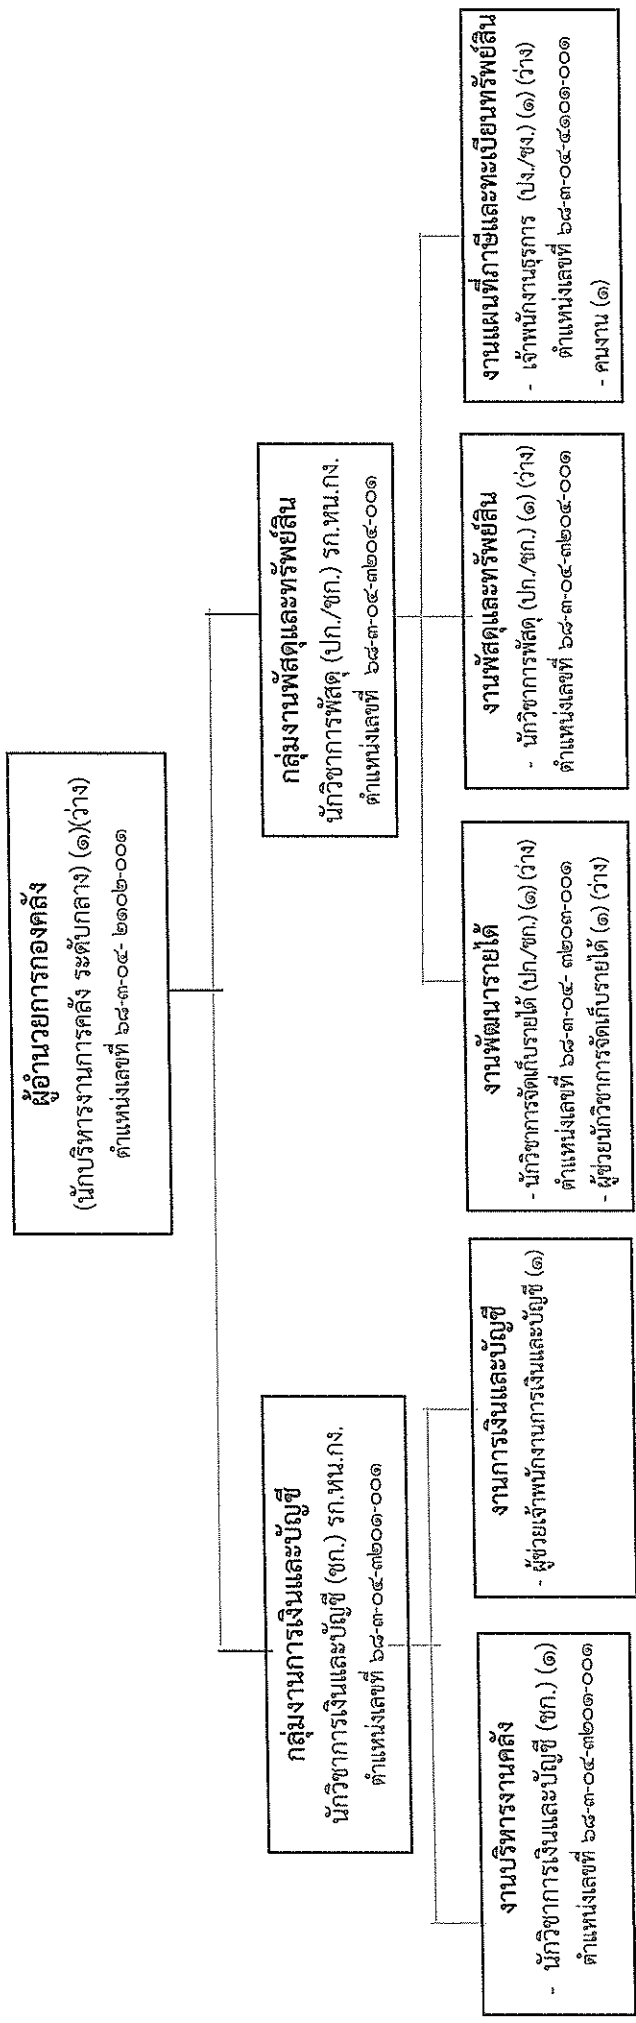 ผู้อำนวยการกองคลัง
(นักบริหารงานการคลัง ระดับกลาง) (๑)(ว่าง)
ตำแหน่งเลขที่ ๖๘-๓-๐๔- ๒๑๐๒-๐๐๑
กลุ่มงานการเงินและบัญชี
นักวิชาการเงินและบัญชี (ชก.) รก.หน.กง.
ตำแหน่งเลขที่ ๖๘-๓-๐๔-๓๒๐๑-๐๐๑
กลุ่มงานพัสดุและทรัพย์สิน
นักวิชาการพัสดุ (ปก./ชก.) รก.หน.กง.
ตำแหน่งเลขที่ ๖๘-๓-๐๔-๓๒๐๔-๐๐๑
งานบริหารงานคลัง
- นักวิชาการเงินและบัญชี (ชก.) (๑)
ตำแหน่งเลขที่ ๖๘-๓-๐๔-๓๒๐๑-๐๐๑
งานการเงินและบัญชี
- ผู้ช่วยเจ้าพนักงานการเงินและบัญชี (๑)
งานพัฒนารายได้
- นักวิชาการจัดเก็บรายได้ (ปก/ชก.) (๑) (ว่าง)
ตำแหน่งเลขที่ ๖๘-๓-๐๔- ๓๒๐๓-๐๐๑
- ผู้ช่วยนักวิชาการจัดเก็บรายได้ (๑) (ว่าง)
งานพัสดุและทรัพย์สิน
- นักวิชาการพัสดุ (ปก./ชก.) (๑) (ว่าง)
ตำแหน่งเลขที่ ๖๘-๓-๐๔-๓๒๐๔-๐๐๑
งานแผนที่ภาษีและทะเบียนทรัพย์สิน
- เจ้าพนักงานธุรการ (ปง./ชง.) (๑) (ว่าง)
ตำแหน่งเลขที่ ๖๘-๓-๐๔-๔๑๐๑-๐๐๑
- คนงาน (๑)